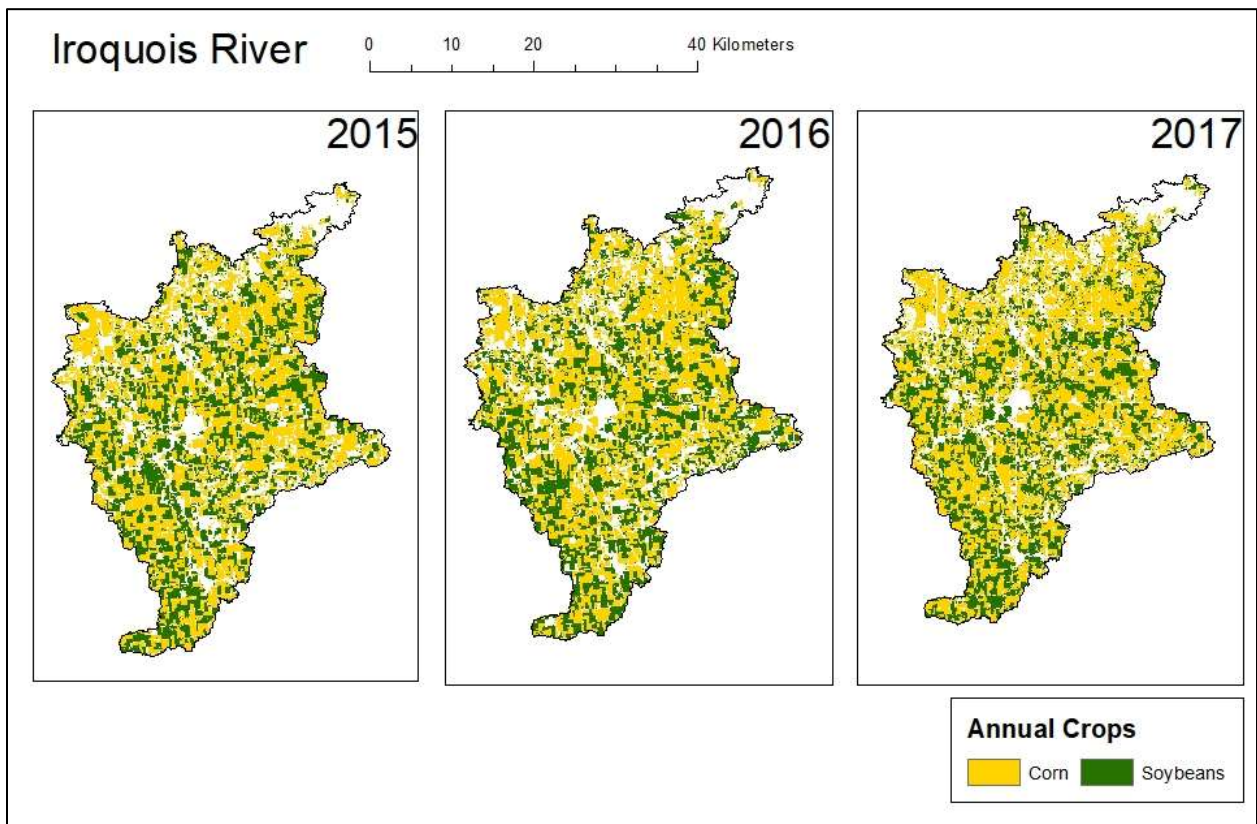 Iroquois River
0 10 20 40 Kilometers
2015
2016
2017
Annual Crops
Corn Soybeans